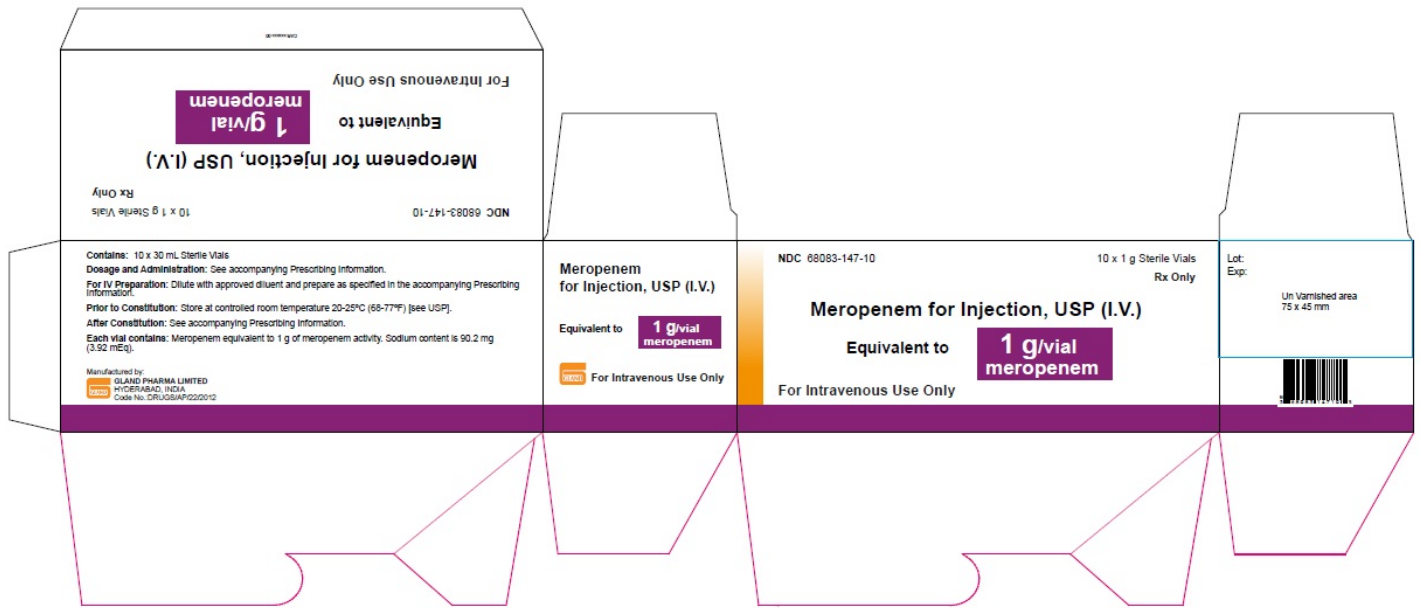 For Intravenous Use Only
1 g/vial
meropenem
Equivalent to
Meropenem for Injection, USP (I.V.)
Rx Only
10 x 1 g Sterile Vials
NDC 68083-147-10
Contains: 10 x 30 mL Sterile Vials
Dosage and Administration: See accompanying Prescribing Information.
For IV Preparation: Dilute with approved diluent and prepare as specified in the accompanying Prescribing
Information.
Prior to Constitution: Store at controlled room temperature 20-25ºC (68-77ºF) [see USP].
After Constitution: See accompanying Prescribing Information.
Each vial contains: Meropenem equivalent to 1 g of meropenem activity. Sodium content is 90.2 mg
(3.92 mEq).
Manufactured by:
GLAND
GLAND PHARMA LIMITED
HYDERABAD, INDIA
Code No.:DRUGS/AP/22/2012
Meropenem
for Injection, USP (I.V.)
Equivalent to
1 g/vial
meropenem
GLAND
For Intravenous Use Only
NDC 68083-147-10
10 x 1 g Sterile Vials
Rx Only
Meropenem for Injection, USP (I.V.)
Equivalent to
1 g/vial
meropenem
For Intravenous Use Only
Lot:
Exp:
Un Varnished area
75 x 45 mm